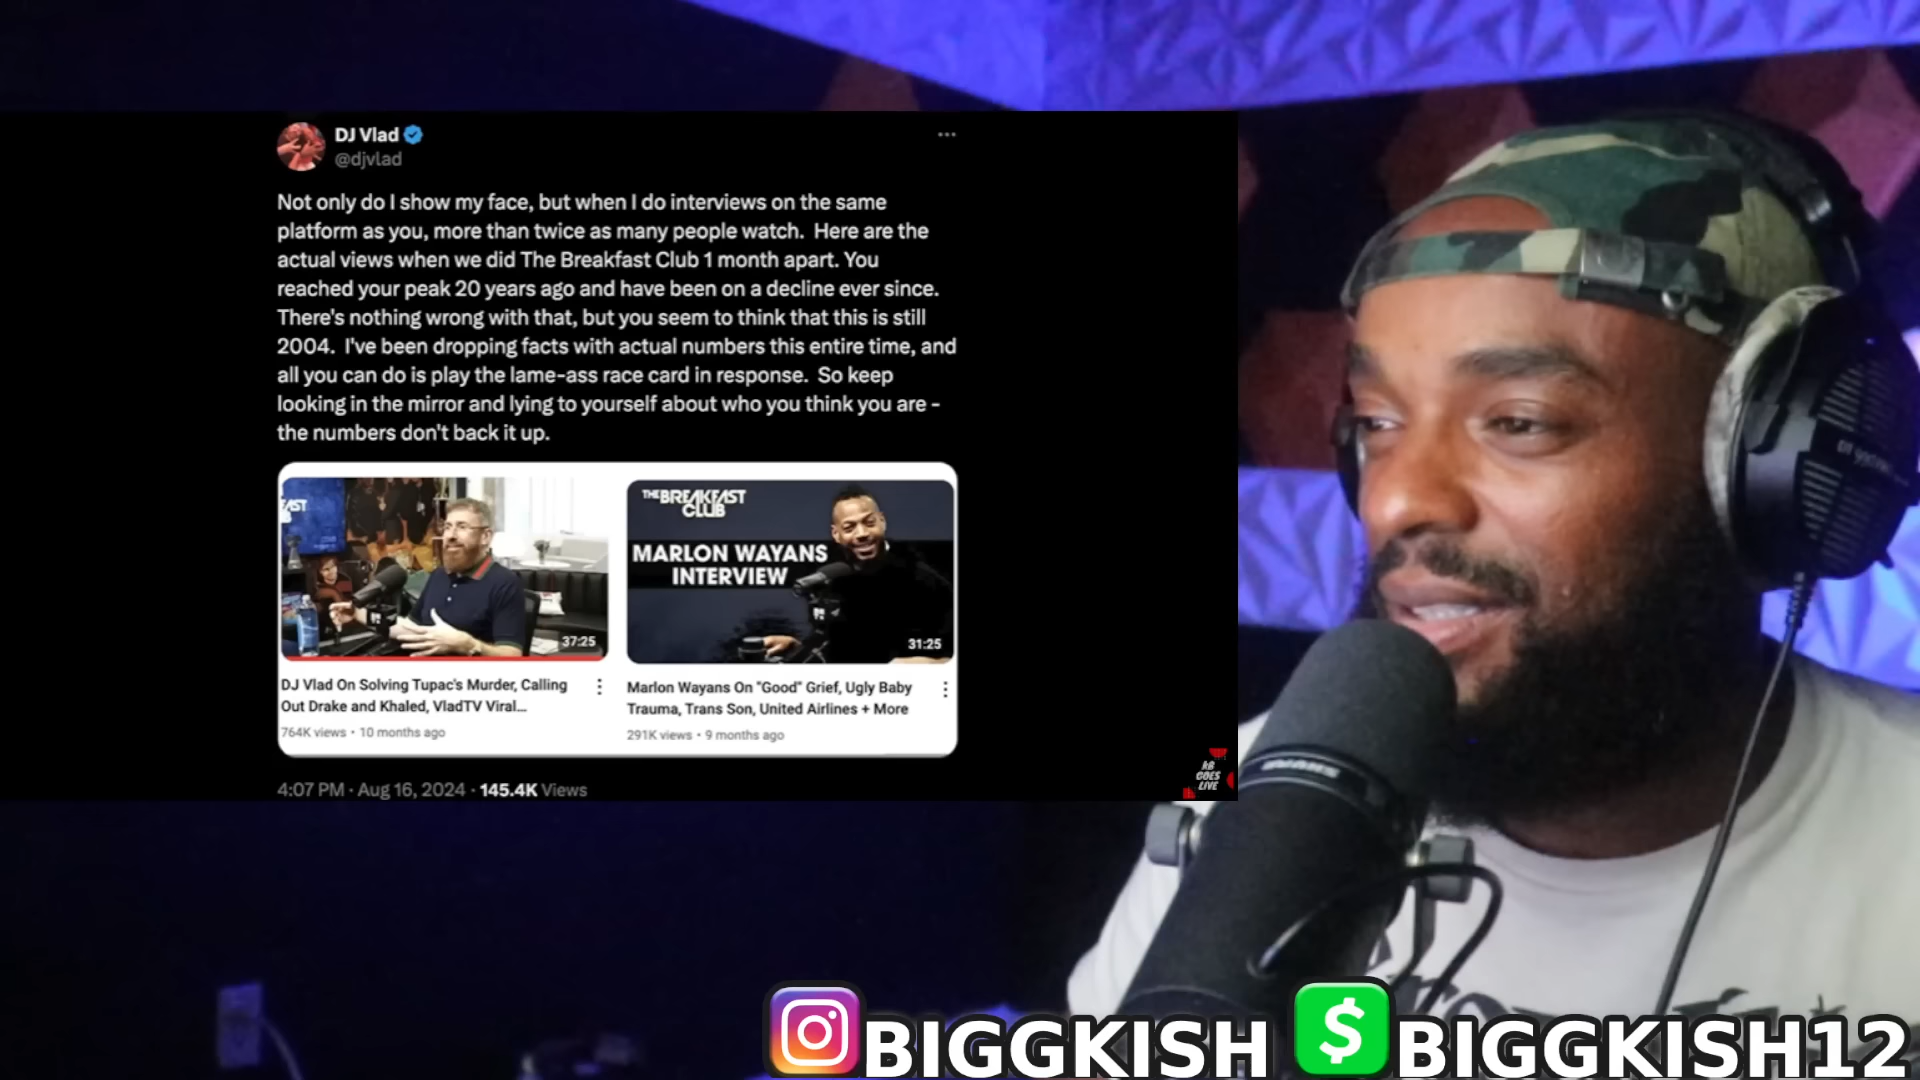 DJ Vlad
@djvlad
Not only do I show my face, but when I do interviews on the same
platform as you, more than twice as many people watch.  Here are the
actual views when we did The Breakfast Club 1 month apart. You
reached your peak 20 years ago and have been on a decline ever since.
There's nothing wrong with that, but you seem to think that this is still
2004.  I've been dropping facts with actual numbers this entire time, and
all you can do is play the lame-ass race card in response.  So keep
looking in the mirror and lying to yourself about who you think you are -
the numbers don't back it up.
THE BREAKFAST
CLUB
MARLON WAYANS
INTERVIEW
37:25
31:25
DJ Vlad On Solving Tupac's Murder, Calling
Out Drake and Khaled, VladTV Viral...
764K views • 10 months ago
Marlon Wayans On "Good" Grief, Ugly Baby
Trauma, Trans Son, United Airlines + More
291K views • 9 months ago
4:07 PM · Aug 16, 2024 · 145.4K Views
KB
GOES
LIVE
BIGGKISH
$
BIGGKISH12